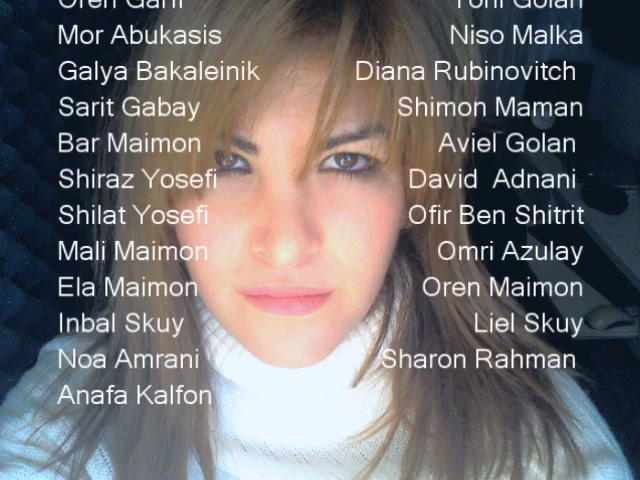 Mor Abukasis Niso Malka
Galya Bakaleinik Diana Rubinovitch
Sarit Gabay Shimon Maman
Bar Maimon Aviel Golan
Shiraz Yosefi David Adnani
Shilat Yosefi Ofir Ben Shitrit
Mali Maimon Omri Azulay
Ela Maimon Oren Maimon
Inbal Skuy Liel Skuy
Noa Amrani Sharon Rahman
Anafa Kalfon